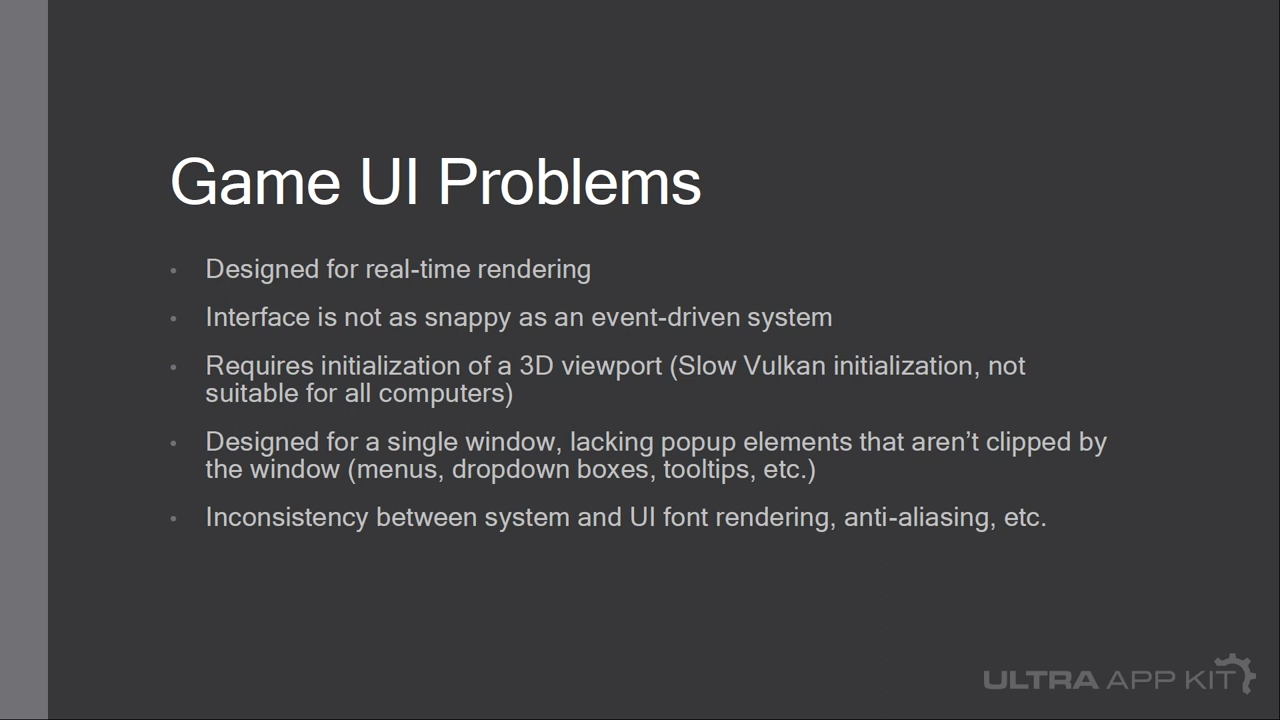 Game UI Problems
• Designed for real-time rendering
• Interface is not as snappy as an event-driven system
• Requires initialization of a 3D viewport (Slow Vulkan initialization, not
suitable for all computers)
• Designed for a single window, lacking popup elements that aren’t clipped by
the window (menus, dropdown boxes, tooltips, etc.)
• Inconsistency between system and UI font rendering, anti-aliasing, etc.
ULTRA APP KIT